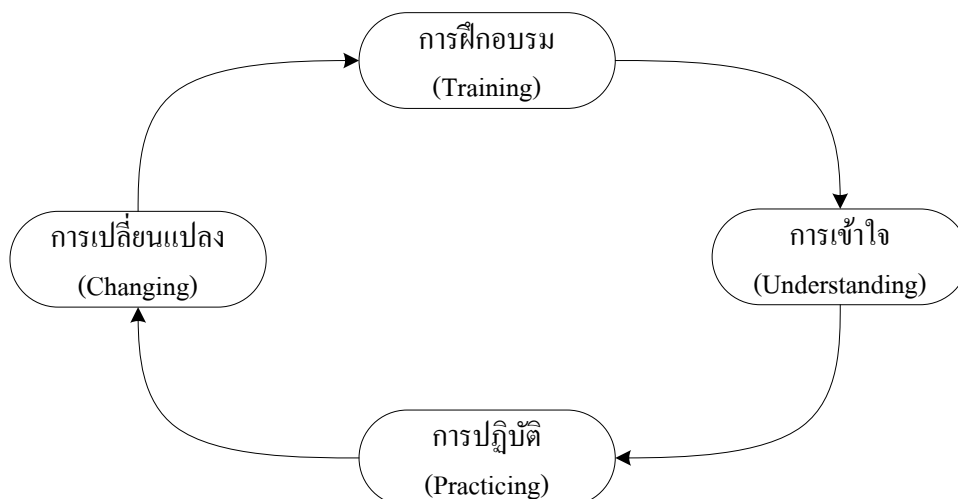 การฝึกอบรม
(Training)
การเปลี่ยนแปลง
(Changing)
การเข้าใจ
(Understanding)
การปฏิบัติ
(Practicing)